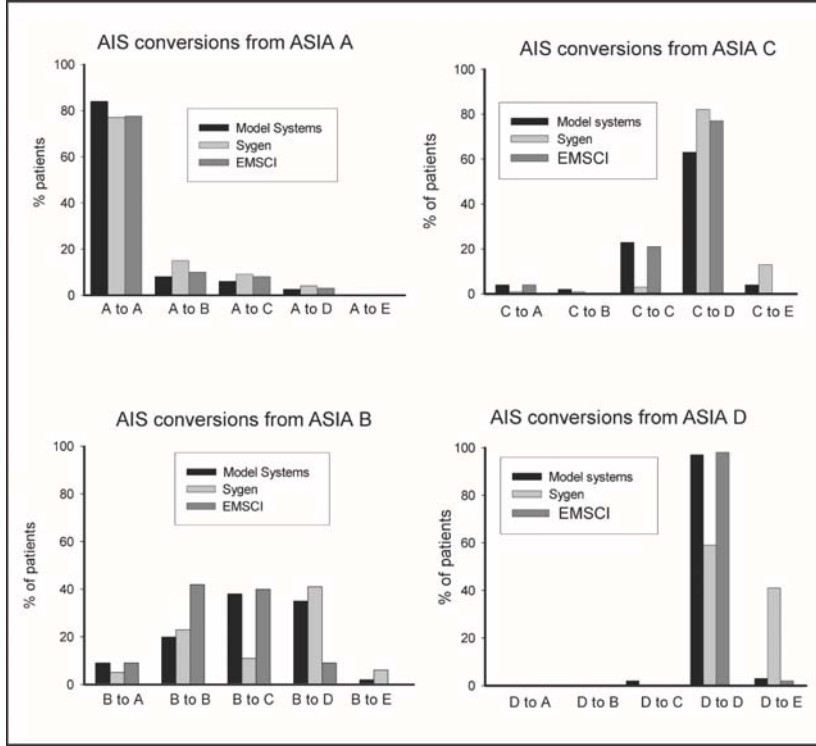 AIS conversions from ASIA A
% patients
100
80
60
40
20
0
Model Systems
Sygen
EMSCI
A to A A to B A to C A to D A to E
AIS conversions from ASIA C
% of patients
100
80
60
40
20
0
Model systems
Sygen
EMSCI
C to A C to B C to C C to D C to E
AIS conversions from ASIA B
% of patients
100
80
60
40
20
0
Model Systems
Sygen
EMSCI
B to A B to B B to C B to D B to E
AIS conversions from ASIA D
% of patients
100
80
60
40
20
0
Model systems
Sygen
EMSCI
D to A D to B D to C D to D D to E